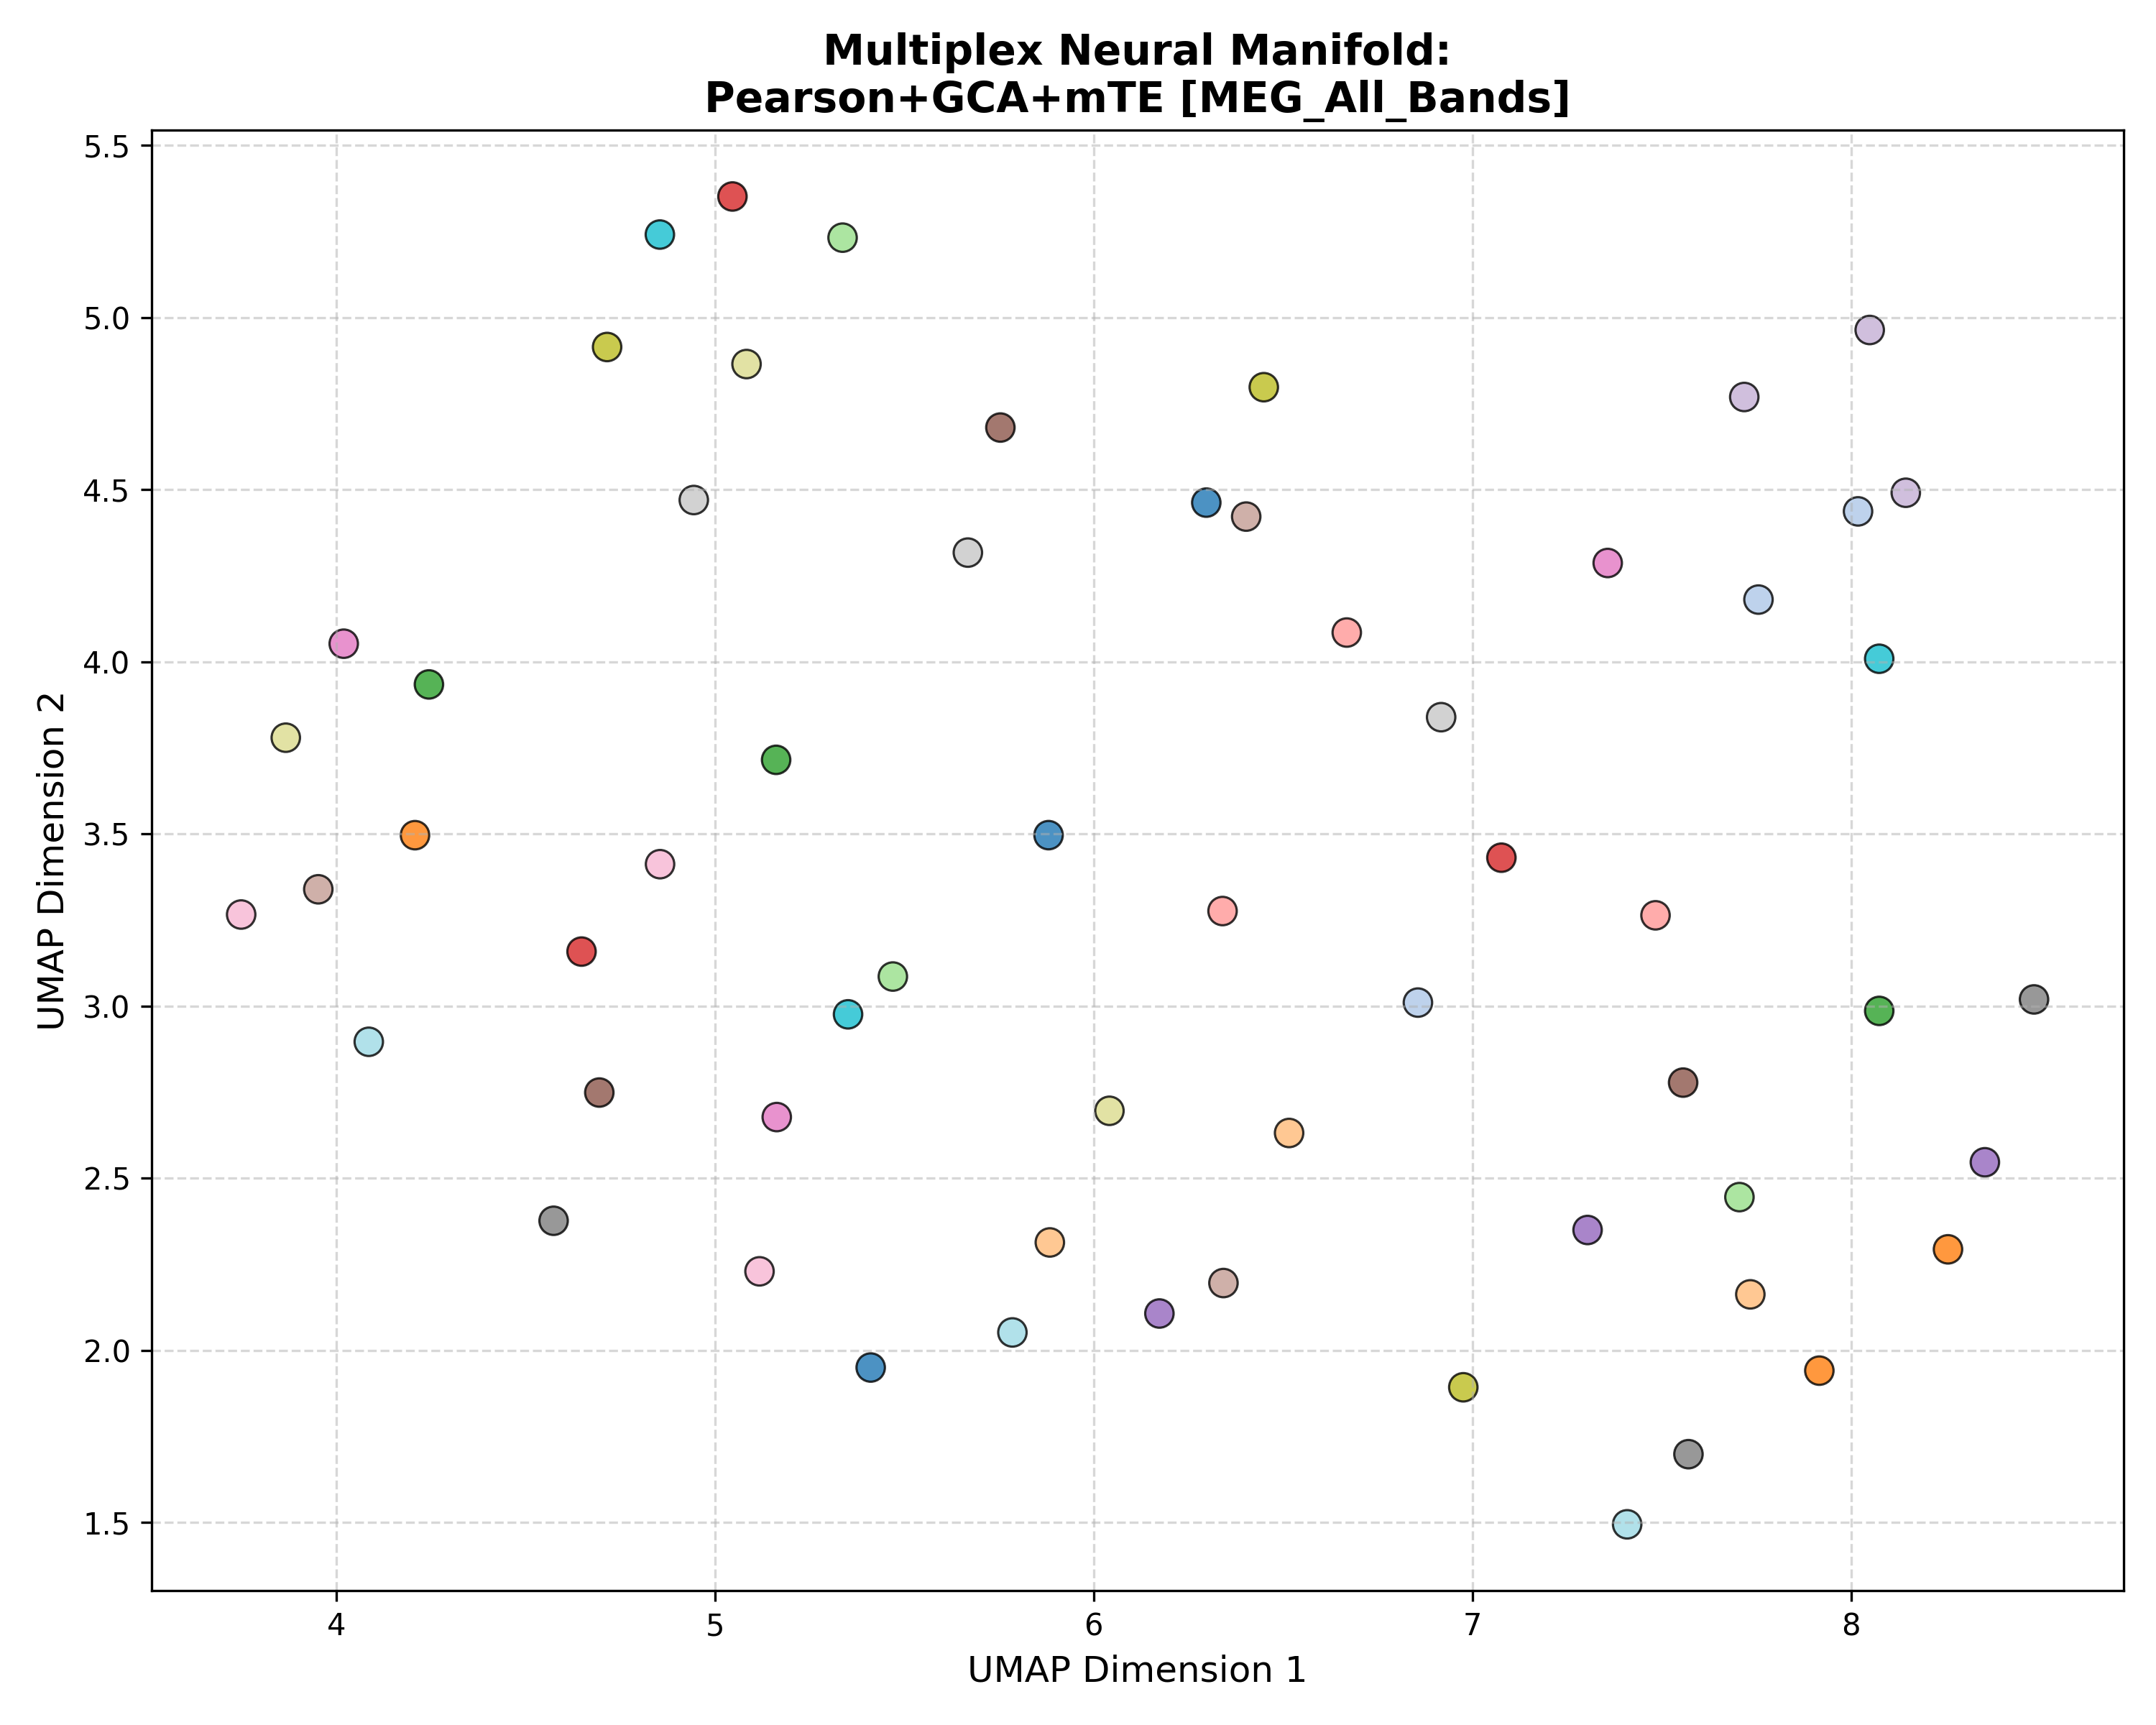 Multiplex Neural Manifold:
Pearson+GCA+mTE [MEG_All_Bands]
5.5
5.0
4.5
4.0
3.5
3.0
2.5
2.0
1.5
UMAP Dimension 2
4 5 6 7 8
UMAP Dimension 1